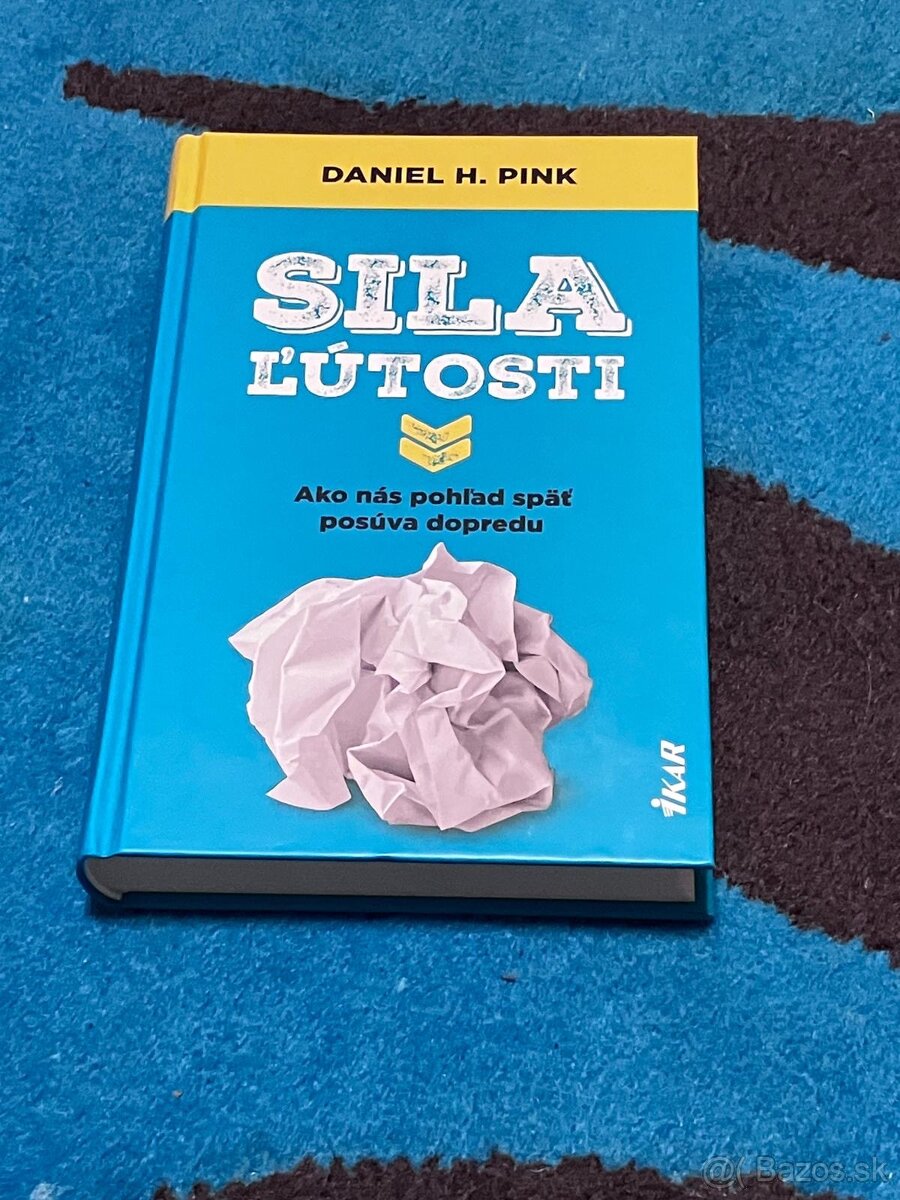 DANIEL H. PINK
SILA
ĽÚTOSTI
Ako nás pohľad späť
posúva dopredu
IKAR
@( Bazos.sk